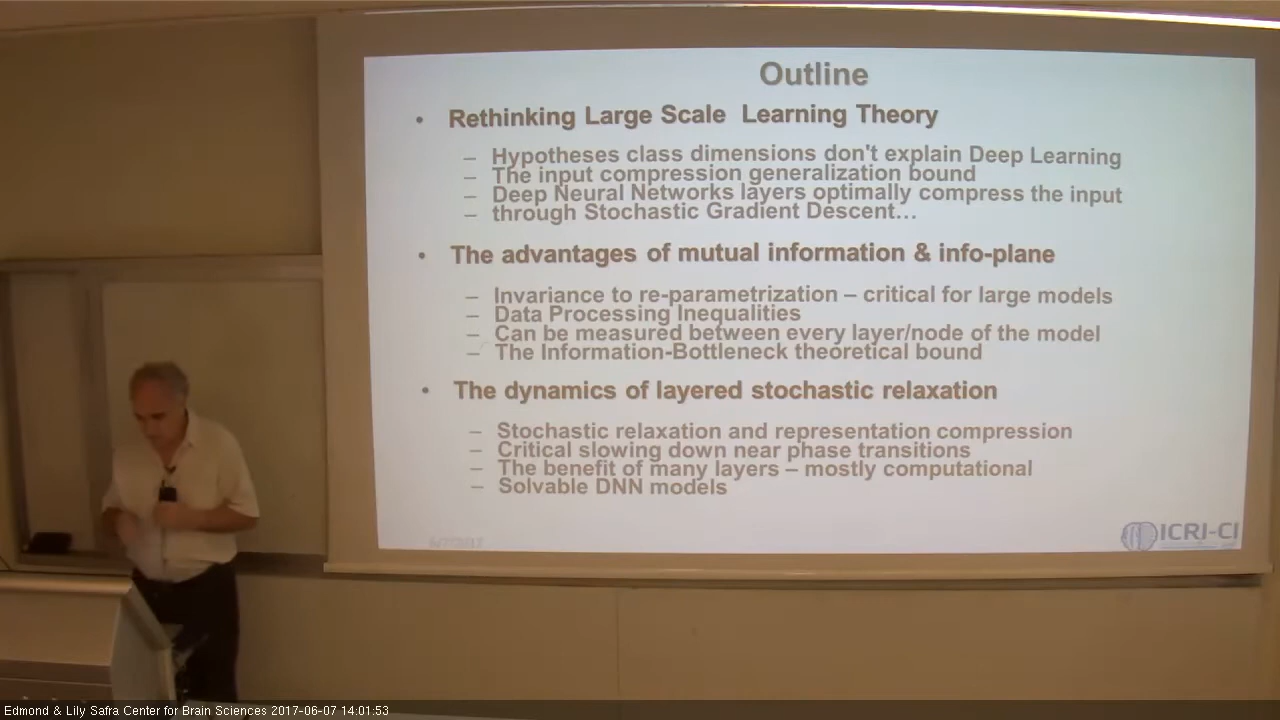 Outline
• Rethinking Large Scale Learning Theory
– Hypotheses class dimensions don't explain Deep Learning
– The input compression generalization bound
– Deep Neural Networks layers optimally compress the input
– through Stochastic Gradient Descent...
• The advantages of mutual information & info-plane
– Invariance to re-parametrization – critical for large models
– Data Processing Inequalities
– Can be measured between every layer/node of the model
– The Information-Bottleneck theoretical bound
• The dynamics of layered stochastic relaxation
– Stochastic relaxation and representation compression
– Critical slowing down near phase transitions
– The benefit of many layers – mostly computational
– Solvable DNN models
ICRI-CI
Edmond & Lily Safra Center for Brain Sciences 2017-06-07 14:01:53